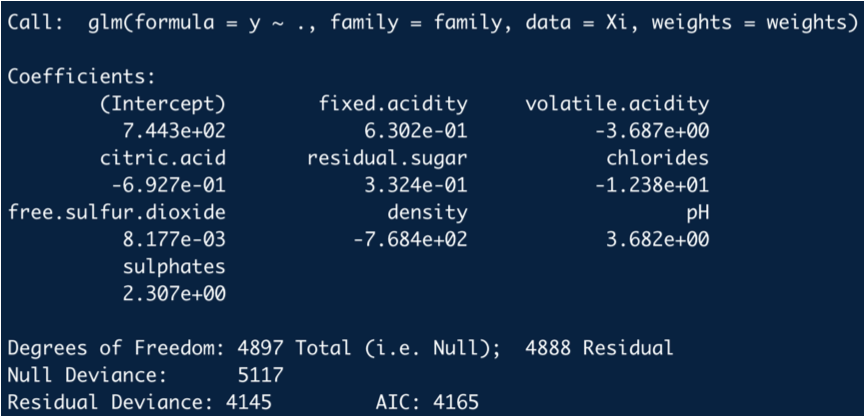 Call:  glm(formula = y ~ ., family = family, data = Xi, weights = weights)

Coefficients:
        (Intercept)        fixed.acidity     volatile.acidity
          7.443e+02            6.302e-01           -3.687e+00
        citric.acid       residual.sugar            chlorides
         -6.927e-01            3.324e-01           -1.238e+01
free.sulfur.dioxide              density                   pH
          8.177e-03           -7.684e+02            3.682e+00
          sulphates
          2.307e+00

Degrees of Freedom: 4897 Total (i.e. Null);  4888 Residual
Null Deviance:      5117
Residual Deviance: 4145         AIC: 4165